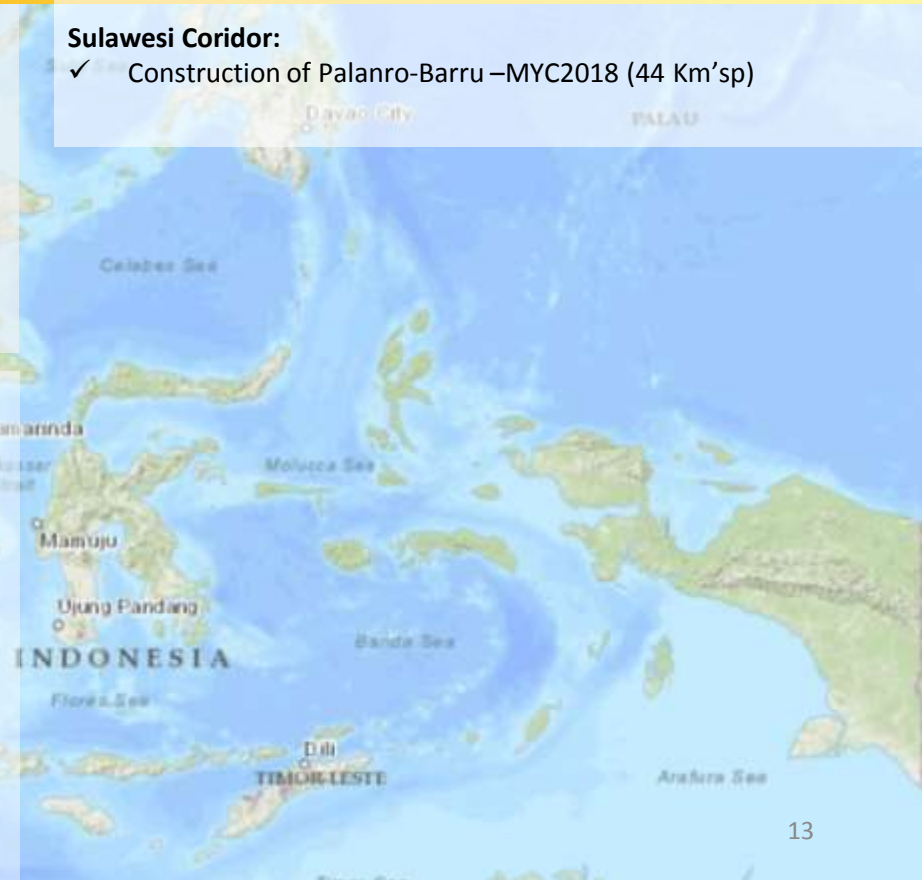 Sulawesi Coridor:
✓ Construction of Palanro-Barru –MYC2018 (44 Km'sp)
Davao City
PALAU
Celebes Sea
Molucca Sea
Mamuju
Ujung Pandang
Banda Sea
INDONESIA
Flores Sea
Dili
TIMOR-LESTE
Arafura Sea
13